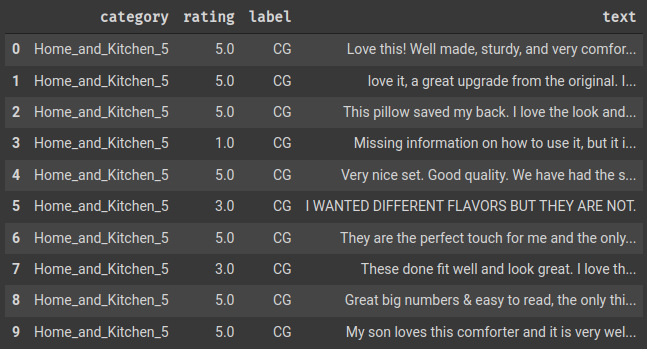 category rating label text
0 Home_and_Kitchen_5 5.0 CG Love this! Well made, sturdy, and very comfor...
1 Home_and_Kitchen_5 5.0 CG love it, a great upgrade from the original. I...
2 Home_and_Kitchen_5 5.0 CG This pillow saved my back. I love the look and...
3 Home_and_Kitchen_5 1.0 CG Missing information on how to use it, but it i...
4 Home_and_Kitchen_5 5.0 CG Very nice set. Good quality. We have had the s...
5 Home_and_Kitchen_5 3.0 CG I WANTED DIFFERENT FLAVORS BUT THEY ARE NOT.
6 Home_and_Kitchen_5 5.0 CG They are the perfect touch for me and the only...
7 Home_and_Kitchen_5 3.0 CG These done fit well and look great. I love th...
8 Home_and_Kitchen_5 5.0 CG Great big numbers & easy to read, the only thi...
9 Home_and_Kitchen_5 5.0 CG My son loves this comforter and it is very wel...